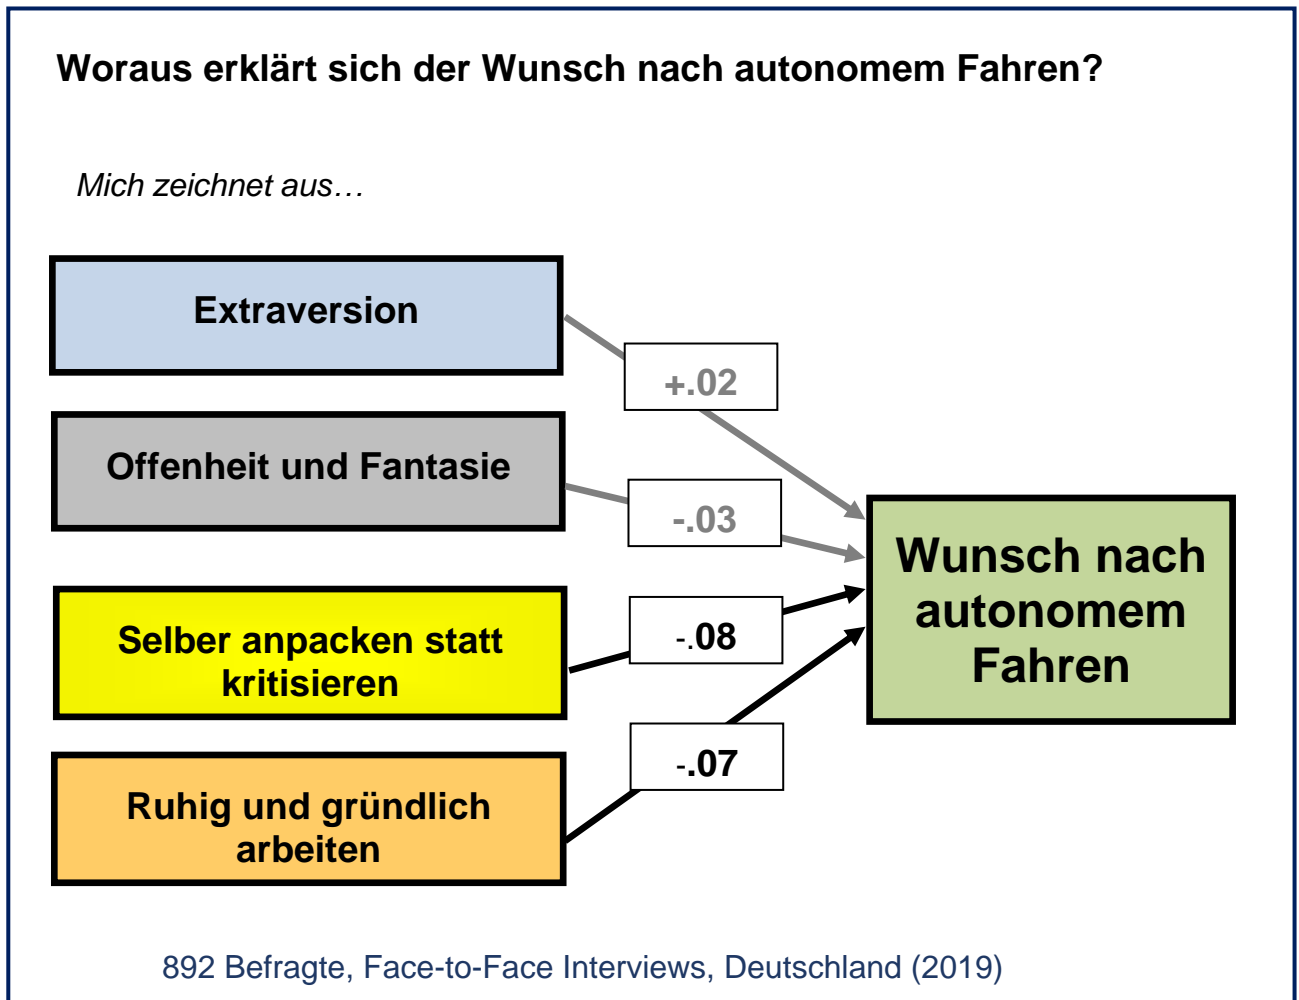 Woraus erklärt sich der Wunsch nach autonomem Fahren?
Mich zeichnet aus…
Extraversion
+.02
Offenheit und Fantasie
-.03
Selber anpacken statt
kritisieren
-.08
Ruhig und gründlich
arbeiten
-.07
Wunsch nach
autonomem
Fahren
892 Befragte, Face-to-Face Interviews, Deutschland (2019)